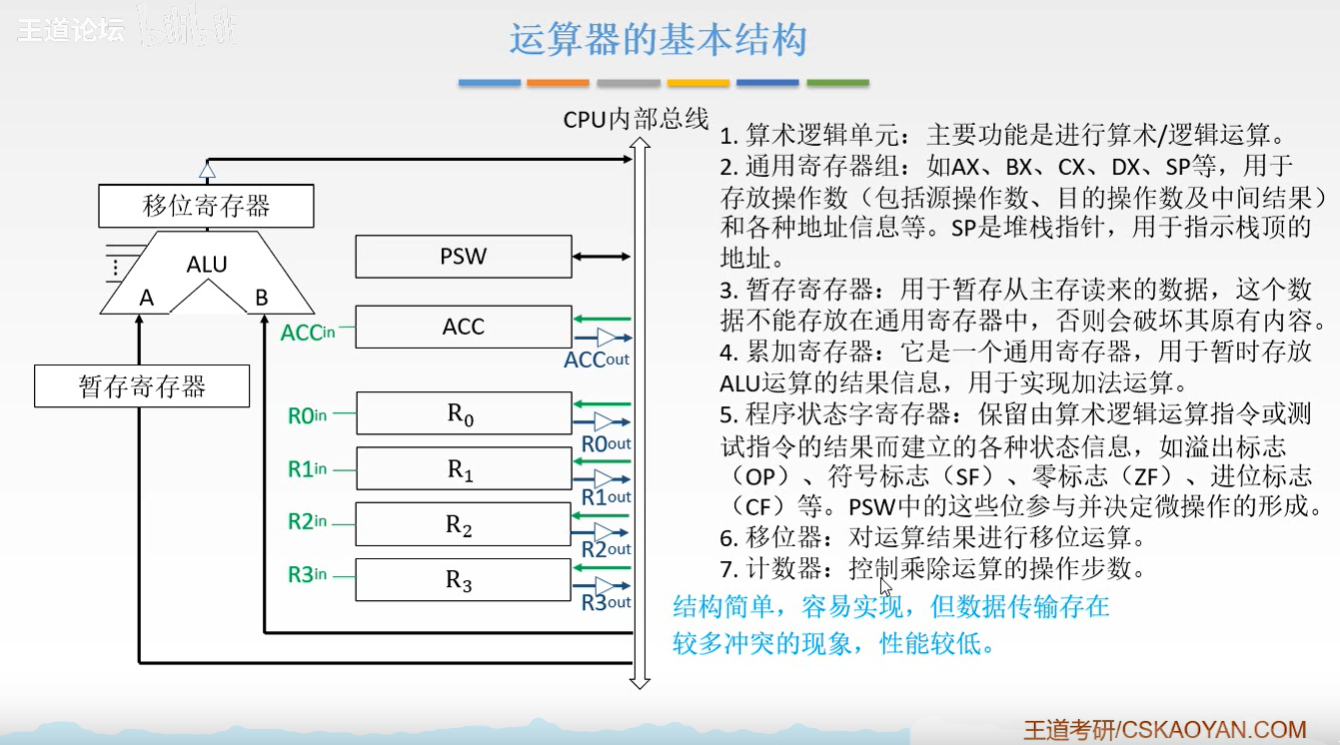 王道论坛
bilibili
运算器的基本结构
CPU内部总线
移位寄存器
ALU
A
B
暂存寄存器
PSW
ACCin
ACC
ACCout
R0in
R0
R0out
R1in
R1
R1out
R2in
R2
R2out
R3in
R3
R3out
1. 算术逻辑单元：主要功能是进行算术/逻辑运算。
2. 通用寄存器组：如AX、BX、CX、DX、SP等，用于
存放操作数（包括源操作数、目的操作数及中间结果）
和各种地址信息等。SP是堆栈指针，用于指示栈顶的
地址。
3. 暂存寄存器：用于暂存从主存读来的数据，这个数
据不能存放在通用寄存器中，否则会破坏其原有内容。
4. 累加寄存器：它是一个通用寄存器，用于暂时存放
ALU运算的结果信息，用于实现加法运算。
5. 程序状态字寄存器：保留由算术逻辑运算指令或测
试指令的结果而建立的各种状态信息，如溢出标志
（OP）、符号标志（SF）、零标志（ZF）、进位标志
（CF）等。PSW中的这些位参与并决定微操作的形成。
6. 移位器：对运算结果进行移位运算。
7. 计数器：控制乘除运算的操作步数。
结构简单，容易实现，但数据传输存在
较多冲突的现象，性能较低。
王道考研/CSKAOYAN.COM